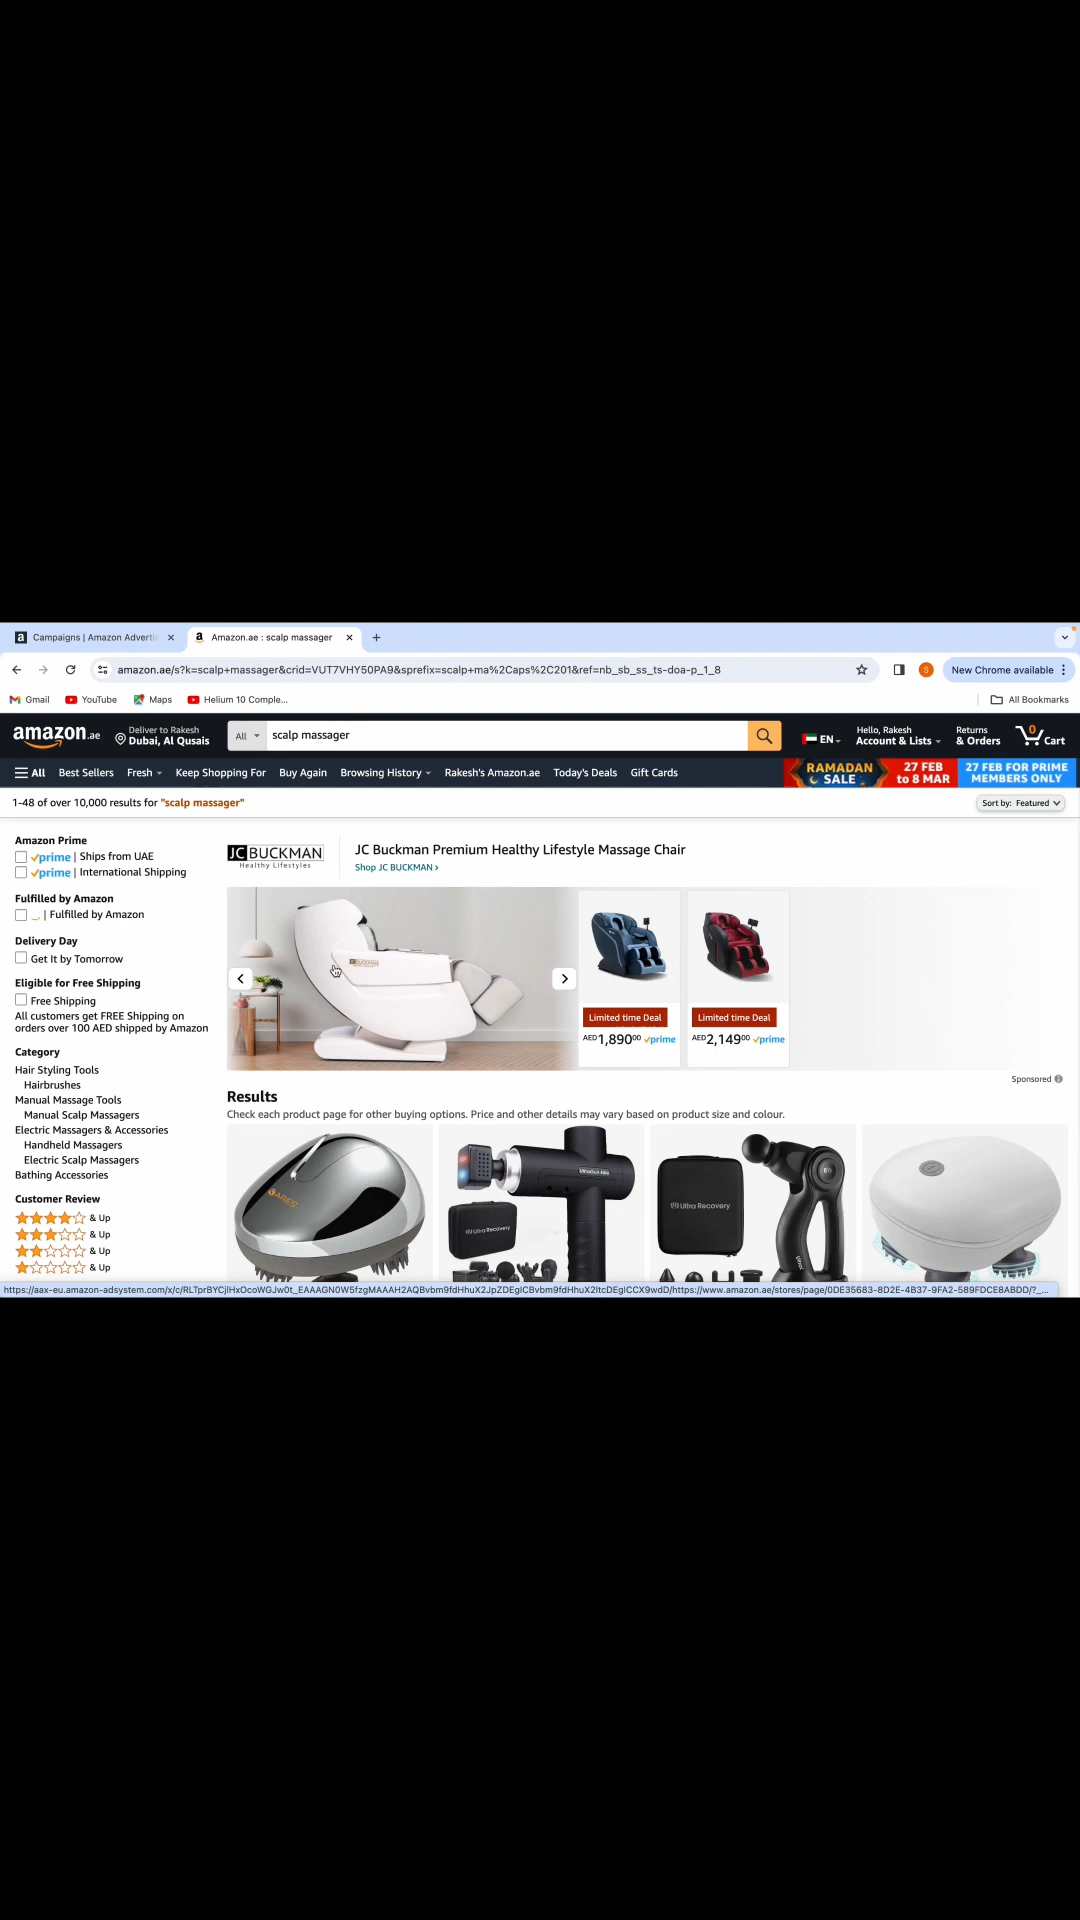 Campaigns | Amazon Adverti
Amazon.ae : scalp massager
amazon.ae/s?k=scalp+massager&crid=VUT7VHY50PA9&sprefix=scalp+ma%2Caps%2C201&ref=nb_sb_ss_ts-doa-p_1_8
S
New Chrome available
Gmail
YouTube
Maps
Helium 10 Comple...
All Bookmarks
amazon.ae
Deliver to Rakesh
Dubai, Al Qusais
All
scalp massager
EN
Hello, Rakesh
Account & Lists
Returns
& Orders
0
Cart
All
Best Sellers
Fresh
Keep Shopping For
Buy Again
Browsing History
Rakesh's Amazon.ae
Today's Deals
Gift Cards
RAMADAN
SALE
27 FEB
to 8 MAR
27 FEB FOR PRIME
MEMBERS ONLY
1-48 of over 10,000 results for "scalp massager"
Sort by: Featured
Amazon Prime
prime | Ships from UAE
prime | International Shipping
Fulfilled by Amazon
| Fulfilled by Amazon
Delivery Day
Get It by Tomorrow
Eligible for Free Shipping
Free Shipping
All customers get FREE Shipping on
orders over 100 AED shipped by Amazon
Category
Hair Styling Tools
Hairbrushes
Manual Massage Tools
Manual Scalp Massagers
Electric Massagers & Accessories
Handheld Massagers
Electric Scalp Massagers
Bathing Accessories
Customer Review
& Up
& Up
& Up
& Up
JC BUCKMAN
Healthy Lifestyles
JC Buckman Premium Healthy Lifestyle Massage Chair
Shop JC BUCKMAN ›
JC BUCKMAN
Limited time Deal
AED1,89000 prime
Limited time Deal
AED2,14900 prime
Sponsored
Results
Check each product page for other buying options. Price and other details may vary based on product size and colour.
ARES
Ultra Recovery
Ultra Recovery